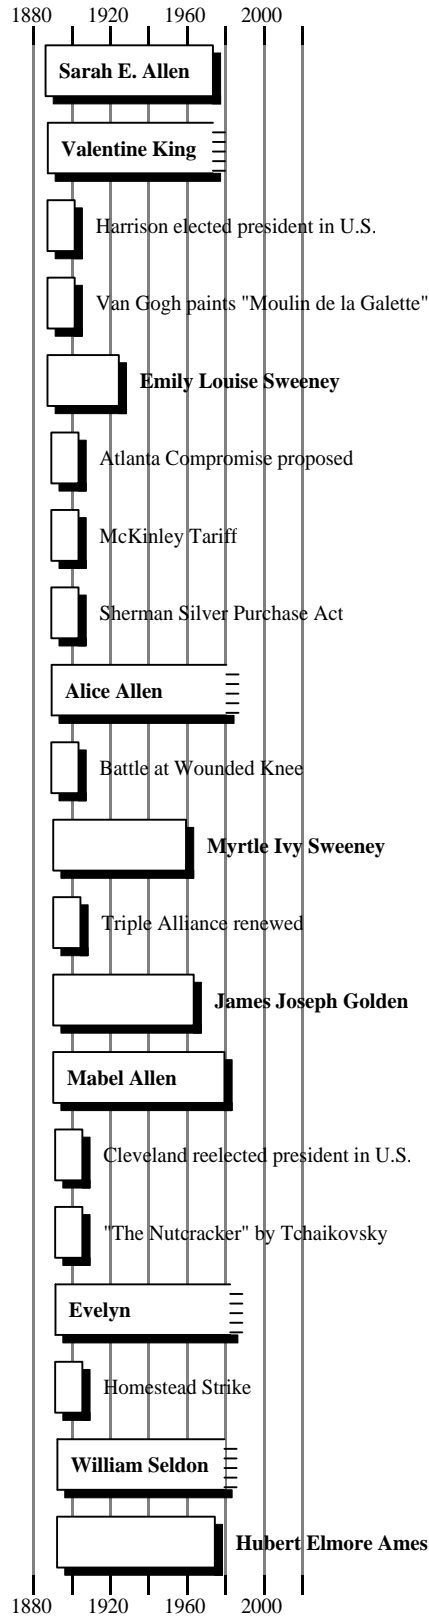 1880 1920 1960 2000
Sarah E. Allen
Valentine King
Harrison elected president in U.S.
Van Gogh paints "Moulin de la Galette"
Emily Louise Sweeney
Atlanta Compromise proposed
McKinley Tariff
Sherman Silver Purchase Act
Alice Allen
Battle at Wounded Knee
Myrtle Ivy Sweeney
Triple Alliance renewed
James Joseph Golden
Mabel Allen
Cleveland reelected president in U.S.
"The Nutcracker" by Tchaikovsky
Evelyn
Homestead Strike
William Seldon
Hubert Elmore Ames
1880 1920 1960 2000